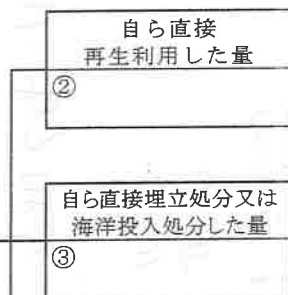 自ら直接
再生利用した量
②
自ら直接埋立処分又は
海洋投入処分した量
③